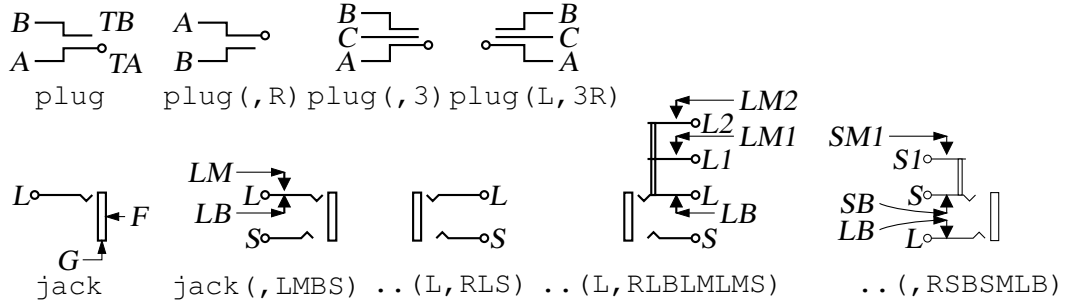 B TB A B B
C C
A TA B A A
plug plug(,R) plug(,3) plug(L,3R)
LM2
L2
LM1 SM1
LM L1 S1
L L L L S
F LB LB SB
LB
S S S L
G
jack jack(,LMBS) ..(L,RLS) ..(L,RLBLMLMS) ..(,RSBSMLB)